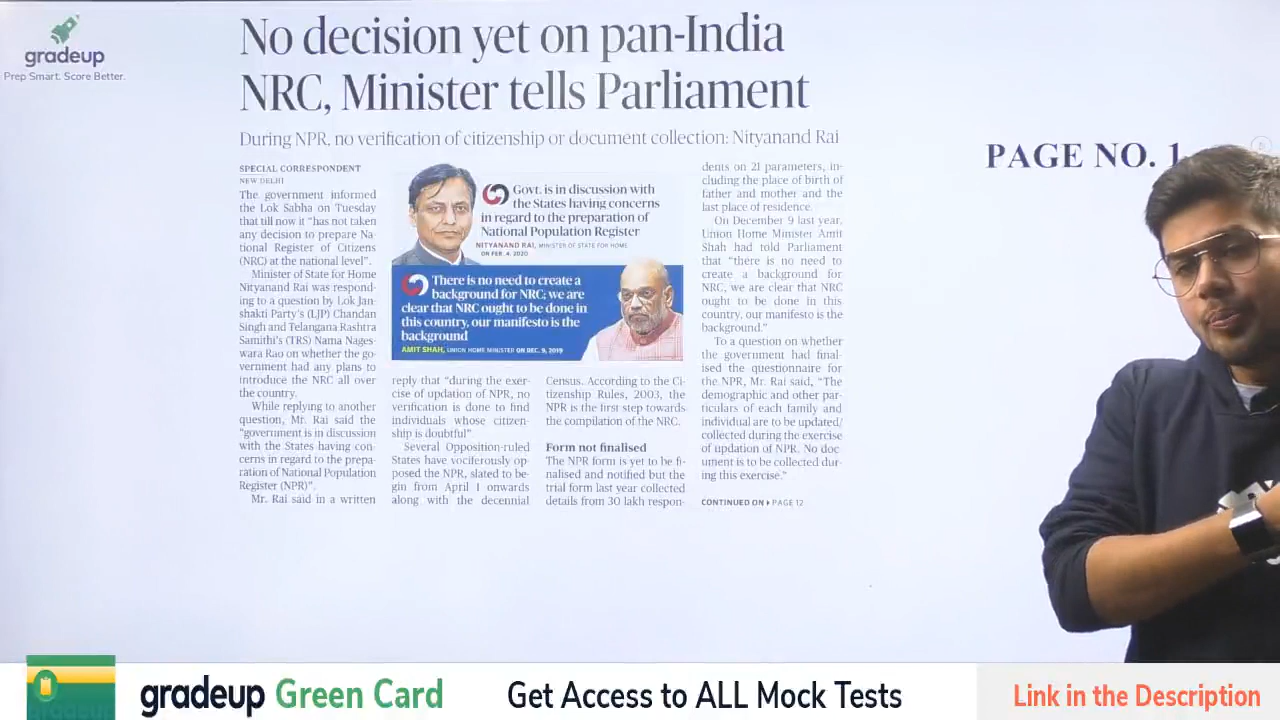 gradeup
Prep Smart. Score Better.
No decision yet on pan-India
NRC, Minister tells Parliament
During NPR, no verification of citizenship or document collection: Nityanand Rai
PAGE NO. 1
SPECIAL CORRESPONDENT
NEW DELHI
The government informed
the Lok Sabha on Tuesday
that till now it “has not taken
any decision to prepare Na-
tional Register of Citizens
(NRC) at the national level”.
Minister of State for Home
Nityanand Rai was respond-
ing to a question by Lok Jan-
shakti Party’s (LJP) Chandan
Singh and Telangana Rashtra
Samithi’s (TRS) Nama Nages-
wara Rao on whether the go-
vernment had any plans to
introduce the NRC all over
the country.
While replying to another
question, Mr. Rai said the
“government is in discussion
with the States having con-
cerns in regard to the prepa-
ration of National Population
Register (NPR)”.
Mr. Rai said in a written
Govt. is in discussion with
the States having concerns
in regard to the preparation of
National Population Register
NITYANAND RAI, MINISTER OF STATE FOR HOME
ON FEB. 4, 2020
There is no need to create a
background for NRC; we are
clear that NRC ought to be done in
this country, our manifesto is the
background
AMIT SHAH, UNION HOME MINISTER ON DEC. 9, 2019
reply that “during the exer-
cise of updation of NPR, no
verification is done to find
individuals whose citizen-
ship is doubtful”
Several Opposition-ruled
States have vociferously op-
posed the NPR, slated to be-
gin from April 1 onwards
along with the decennial
Census. According to the Ci-
tizenship Rules, 2003, the
NPR is the first step towards
the compilation of the NRC.
Form not finalised
The NPR form is yet to be fi-
nalised and notified but the
trial form last year collected
details from 30 lakh respon-
dents on 21 parameters, in-
cluding the place of birth of
father and mother and the
last place of residence.
On December 9 last year,
Union Home Minister Amit
Shah had told Parliament
that “there is no need to
create a background for
NRC, we are clear that NRC
ought to be done in this
country, our manifesto is the
background.”
To a question on whether
the government had final-
ised the questionnaire for
the NPR, Mr. Rai said, “The
demographic and other par-
ticulars of each family and
individual are to be updated/
collected during the exercise
of updation of NPR. No doc-
ument is to be collected dur-
ing this exercise.”
CONTINUED ON PAGE 12
gradeup Green Card
Get Access to ALL Mock Tests
Link in the Description